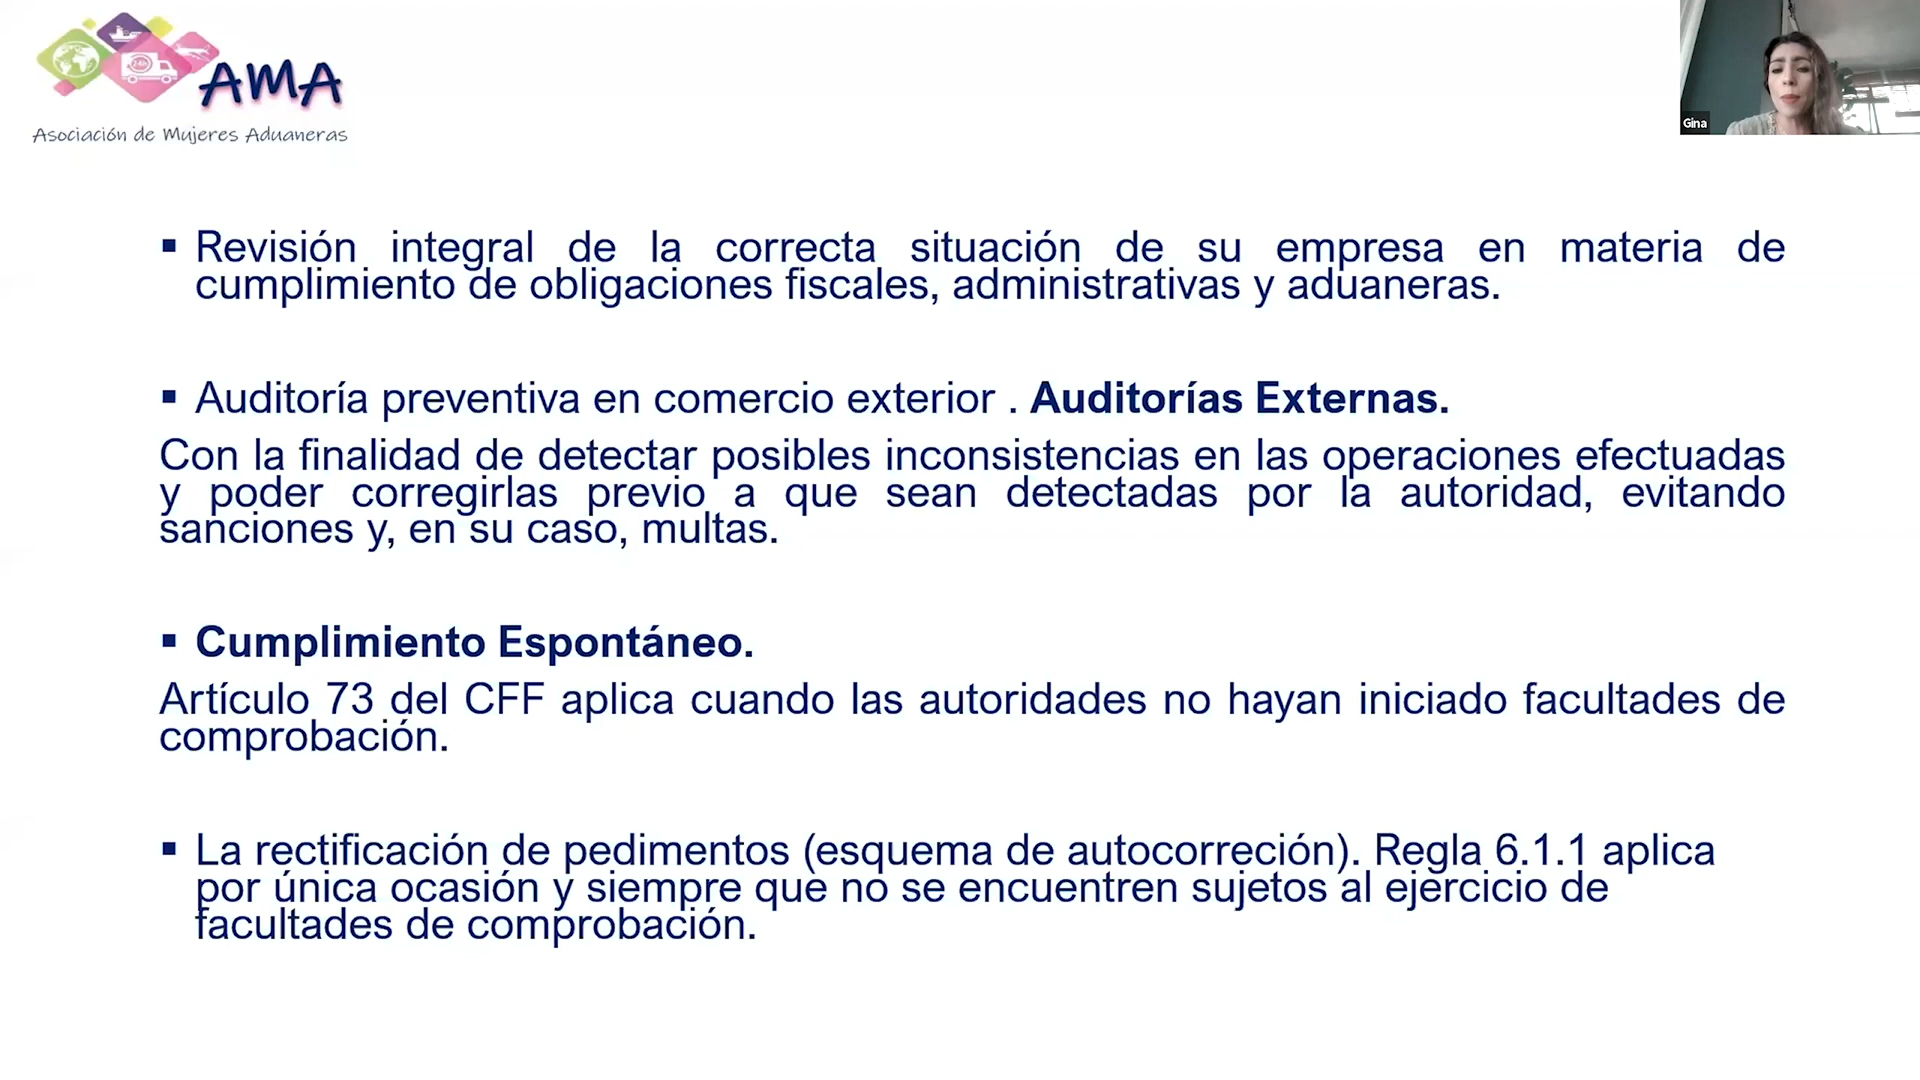 AMA
Asociación de Mujeres Aduaneras
Gina
▪ Revisión integral de la correcta situación de su empresa en materia de
cumplimiento de obligaciones fiscales, administrativas y aduaneras.
▪ Auditoría preventiva en comercio exterior . Auditorías Externas.
Con la finalidad de detectar posibles inconsistencias en las operaciones efectuadas
y poder corregirlas previo a que sean detectadas por la autoridad, evitando
sanciones y, en su caso, multas.
▪ Cumplimiento Espontáneo.
Artículo 73 del CFF aplica cuando las autoridades no hayan iniciado facultades de
comprobación.
▪ La rectificación de pedimentos (esquema de autocorreción). Regla 6.1.1 aplica
por única ocasión y siempre que no se encuentren sujetos al ejercicio de
facultades de comprobación.